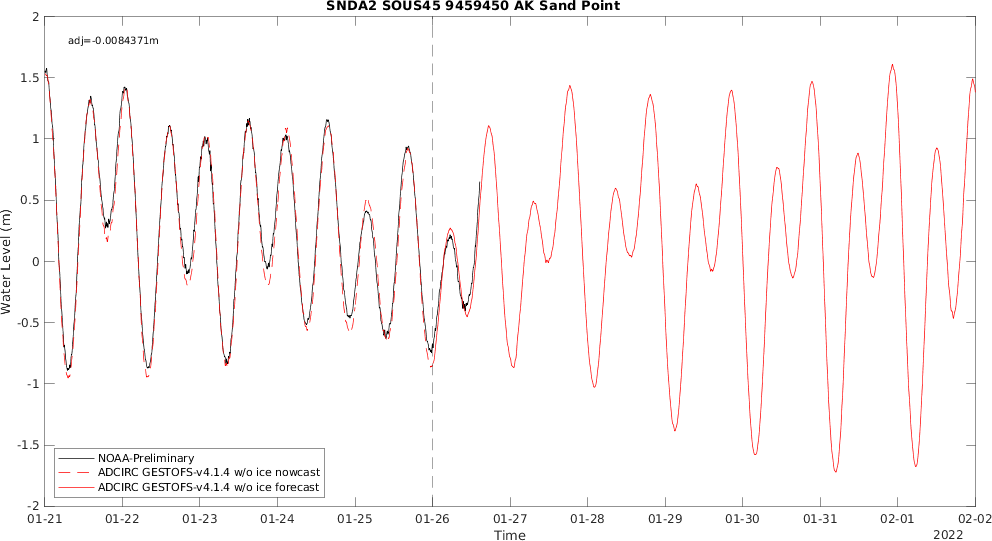 SNDA2 SOUS45 9459450 AK Sand Point
adj=-0.0084371m
2
1.5
1
0.5
0
-0.5
-1
-1.5
-2
Water Level (m)
NOAA-Preliminary
ADCIRC GESTOFS-v4.1.4 w/o ice nowcast
ADCIRC GESTOFS-v4.1.4 w/o ice forecast
01-21 01-22 01-23 01-24 01-25 01-26 01-27 01-28 01-29 01-30 01-31 02-01 02-02
Time
2022